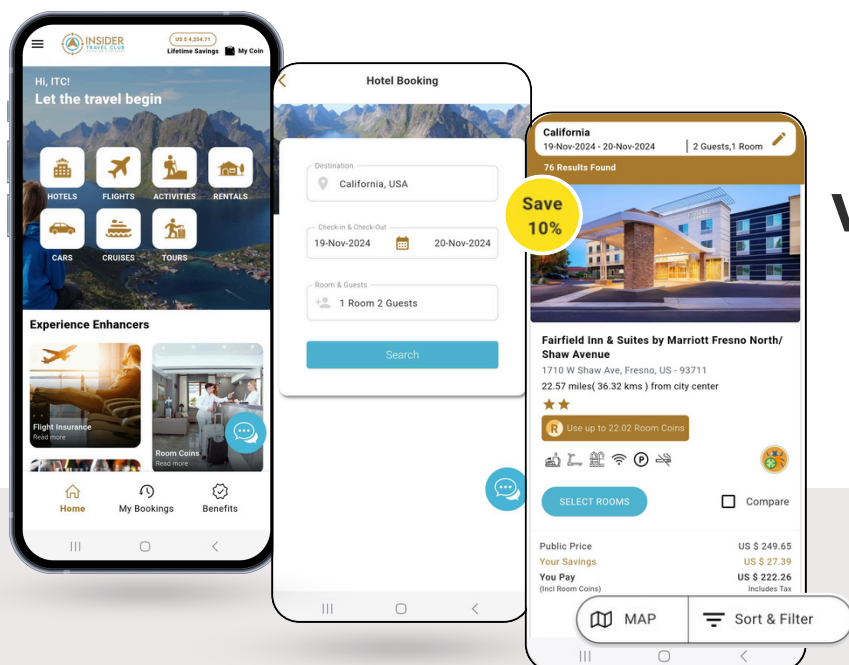 INSIDER
TRAVEL CLUB
US $ 4,254.71
Lifetime Savings
My Coin
Hi, ITC!
Let the travel begin
HOTELS
FLIGHTS
ACTIVITIES
RENTALS
CARS
CRUISES
TOURS
Experience Enhancers
Flight Insurance
Read more
Room Coins
Read more
Home
My Bookings
Benefits
Hotel Booking
Destination
California, USA
Check-in & Check-Out
19-Nov-2024
20-Nov-2024
Room & Guests
1 Room 2 Guests
Search
California
19-Nov-2024 - 20-Nov-2024
2 Guests,1 Room
76 Results Found
Save
10%
Fairfield Inn & Suites by Marriott Fresno North/
Shaw Avenue
1710 W Shaw Ave, Fresno, US - 93711
22.57 miles( 36.32 kms ) from city center
R Use up to 22.02 Room Coins
P
SELECT ROOMS
Compare
Public Price US $ 249.65
Your Savings US $ 27.39
You Pay US $ 222.26
(Incl Room Coins) Includes Tax
MAP
Sort & Filter